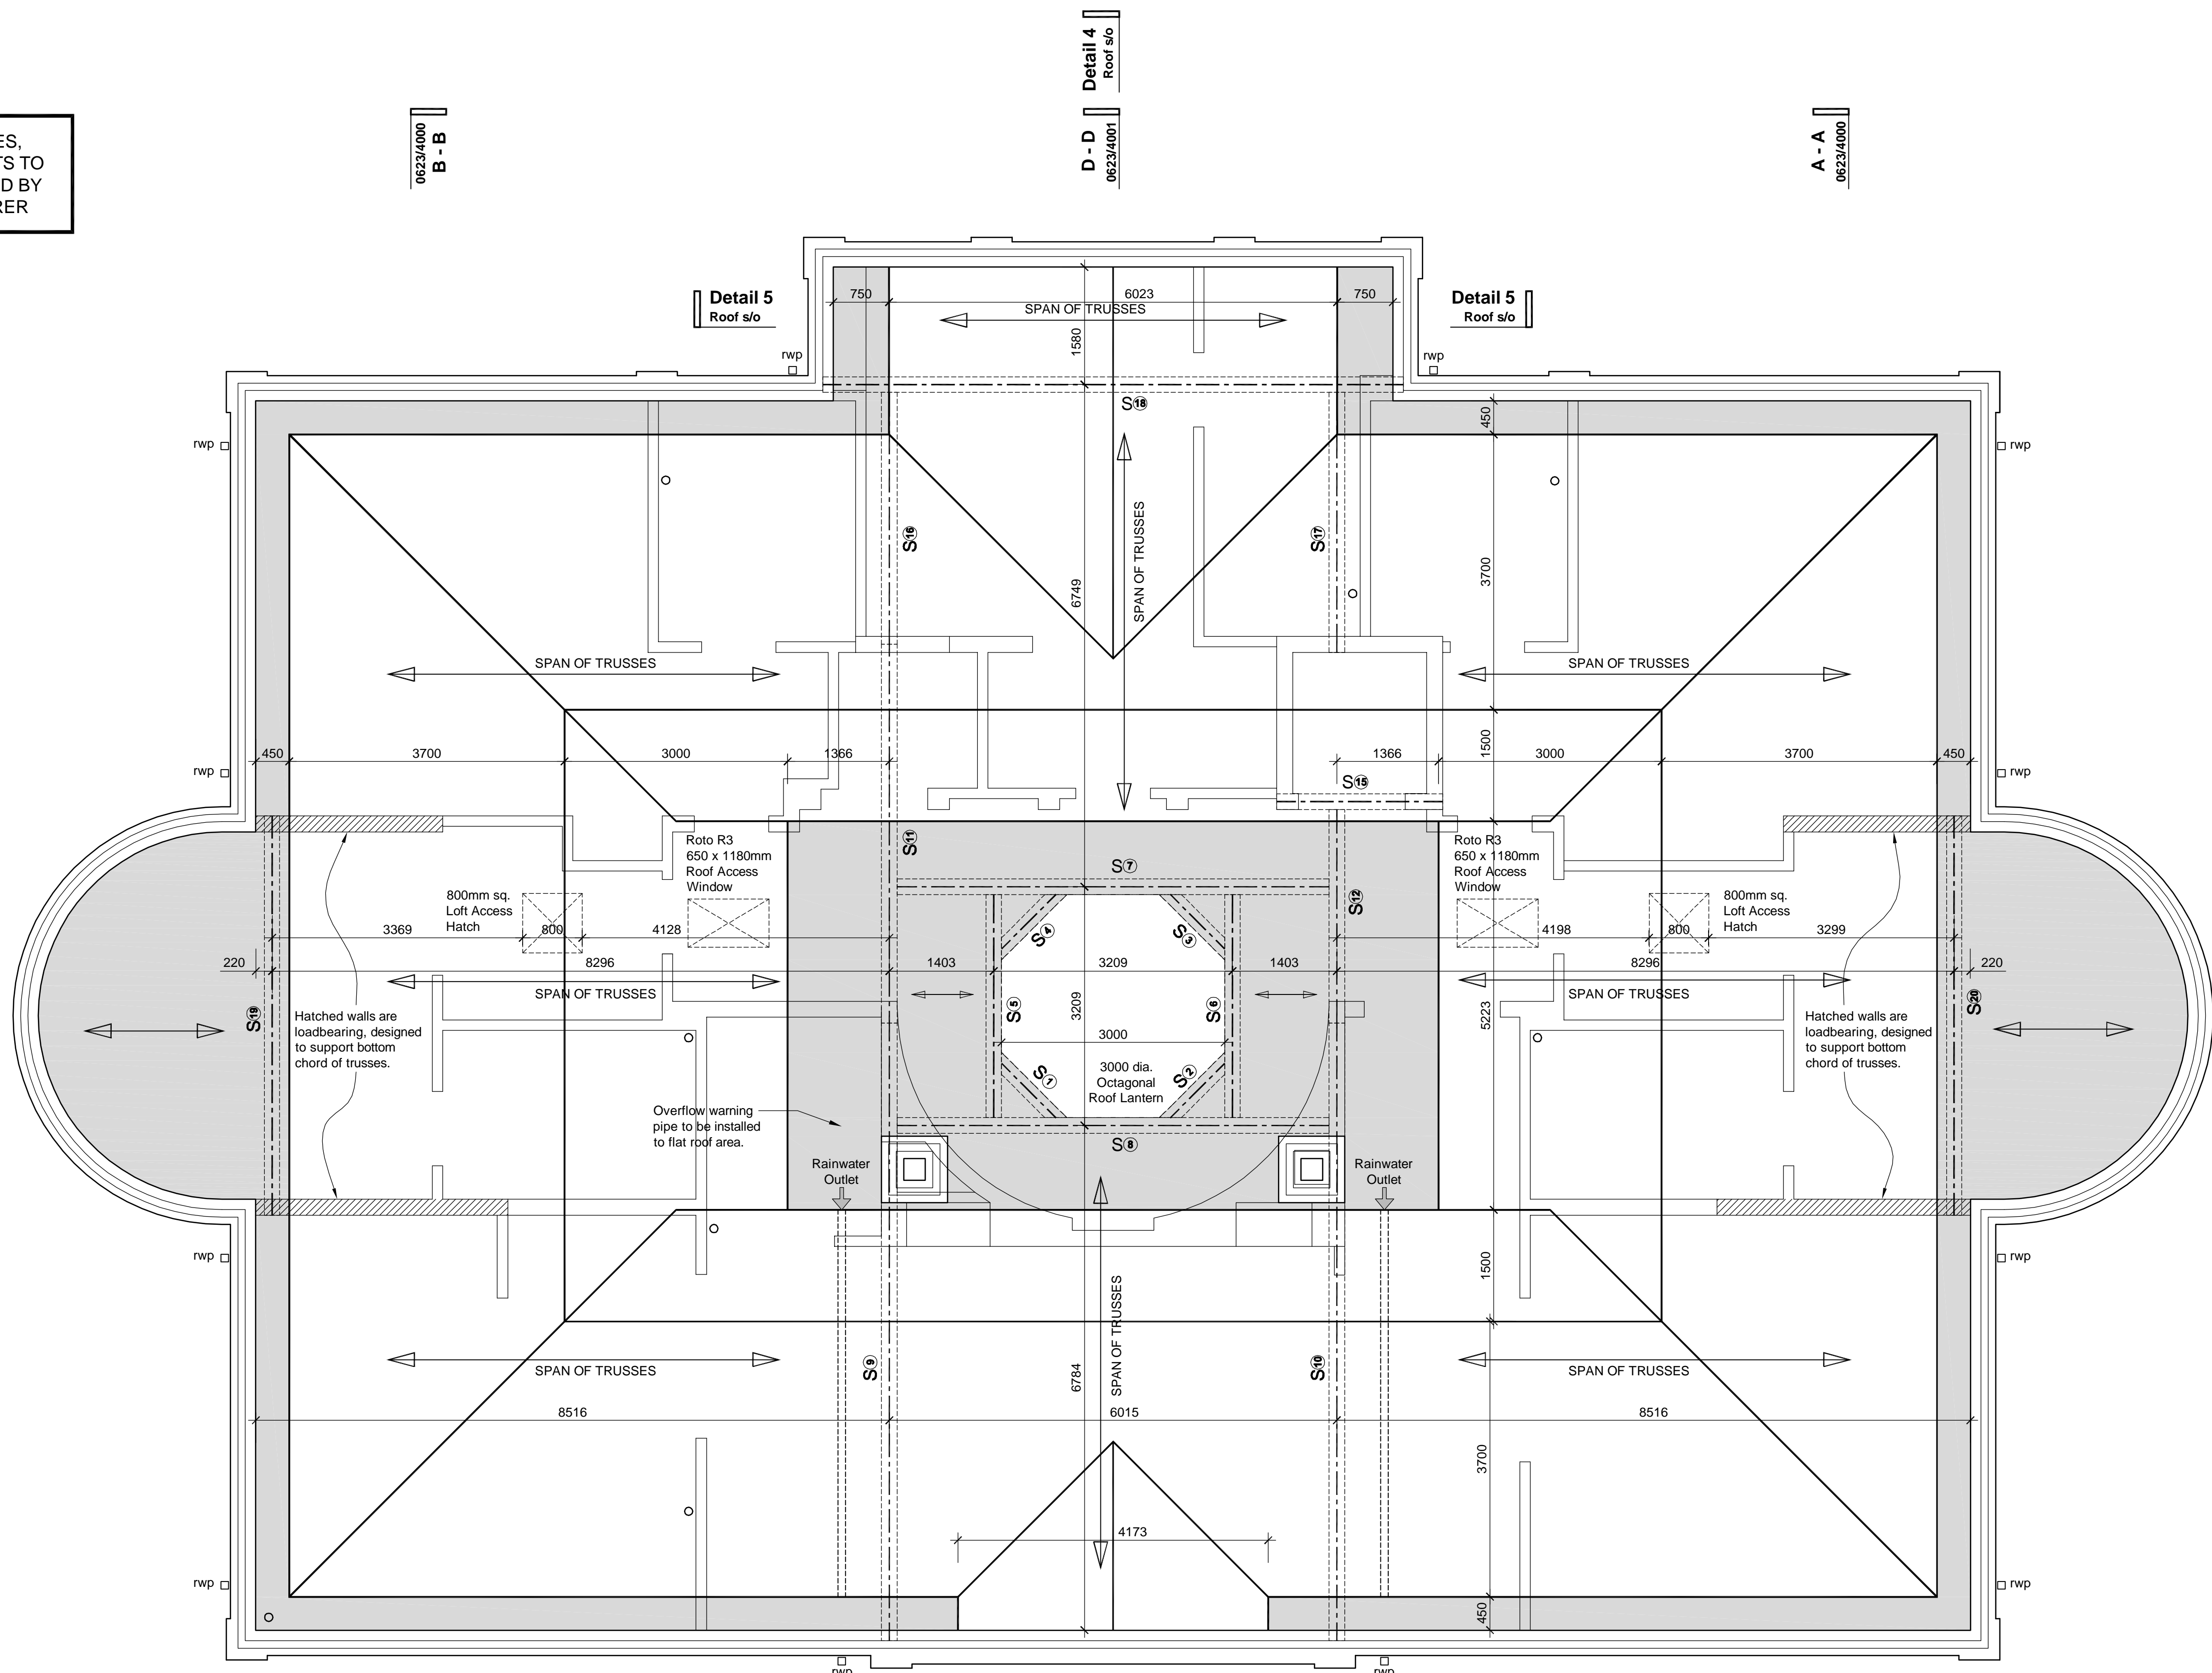 Detail 4
Roof s/o
0623/4000
B - B
D - D
0623/4001
A - A
0623/4000
ES,
TS TO
D BY
RER
Detail 5
Roof s/o
750
6023
750
SPAN OF TRUSSES
Detail 5
Roof s/o
1580
rwp
rwp
S18
450
rwp
rwp
S16
S17
SPAN OF TRUSSES
3700
6749
SPAN OF TRUSSES
SPAN OF TRUSSES
1500
450
3700
3000
1366
1366
3000
3700
450
rwp
rwp
S15
Roto R3
650 x 1180mm
Roof Access
Window
S11
S7
Roto R3
650 x 1180mm
Roof Access
Window
S12
800mm sq.
Loft Access
Hatch
800mm sq.
Loft Access
Hatch
S4
S3
3369
800
4128
4198
800
3299
220
8296
1403
3209
1403
8296
220
SPAN OF TRUSSES
SPAN OF TRUSSES
S19
S5
3209
S6
5223
S20
Hatched walls are
loadbearing, designed
to support bottom
chord of trusses.
Hatched walls are
loadbearing, designed
to support bottom
chord of trusses.
3000
3000 dia.
Octagonal
Roof Lantern
S1
S2
Overflow warning
pipe to be installed
to flat roof area.
S8
Rainwater
Outlet
Rainwater
Outlet
rwp
rwp
1500
SPAN OF TRUSSES
S9
S10
6784
SPAN OF TRUSSES
SPAN OF TRUSSES
8516
6015
8516
3700
4173
rwp
rwp
450
rwp
rwp